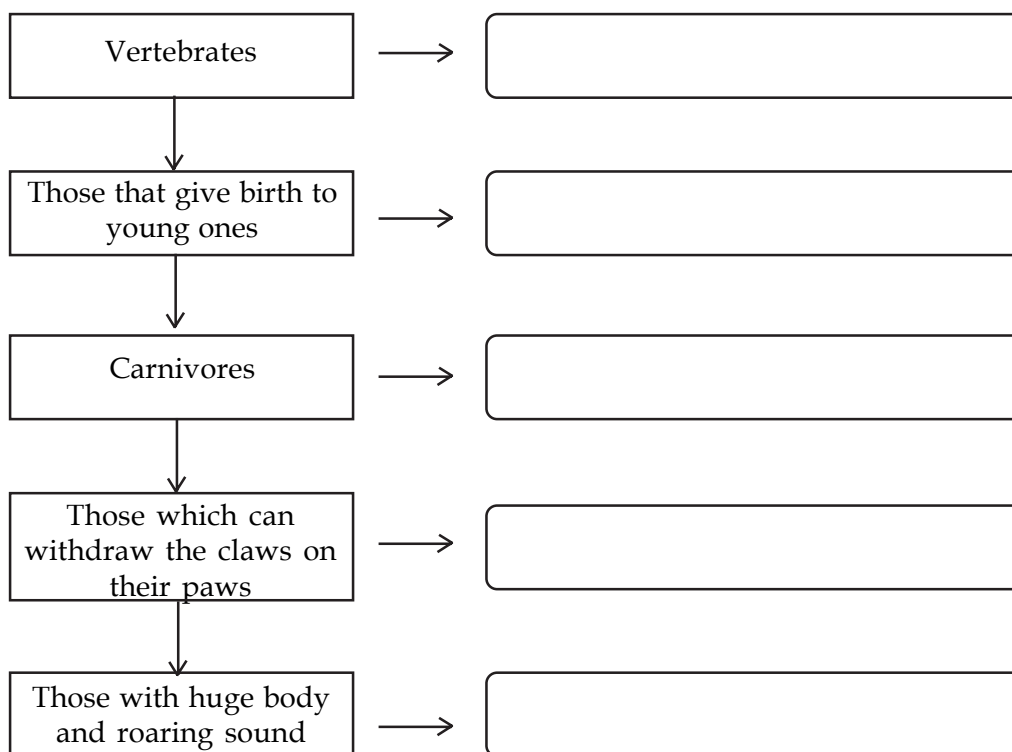 Vertebrates
Those that give birth to
young ones
Carnivores
Those which can
withdraw the claws on
their paws
Those with huge body
and roaring sound